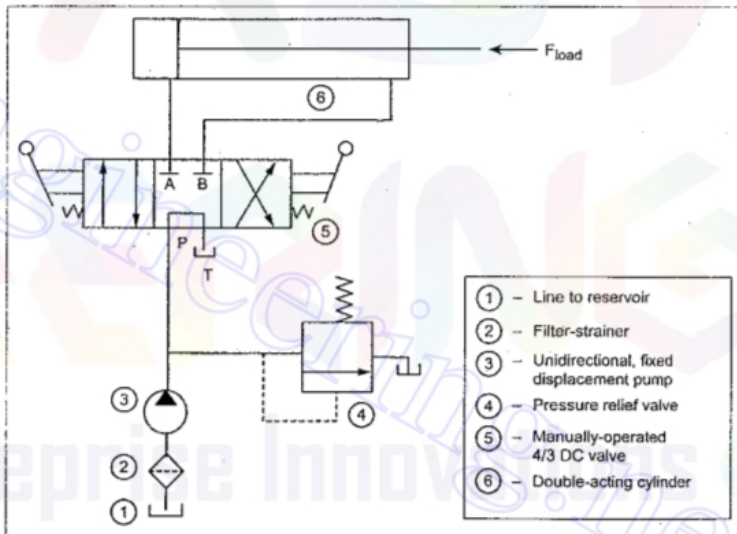 F load
6
A B
5
P
T
3
4
2
1
1 – Line to reservoir
2 – Filter-strainer
3 – Unidirectional, fixed
displacement pump
4 – Pressure relief valve
5 – Manually-operated
4/3 DC valve
6 – Double-acting cylinder